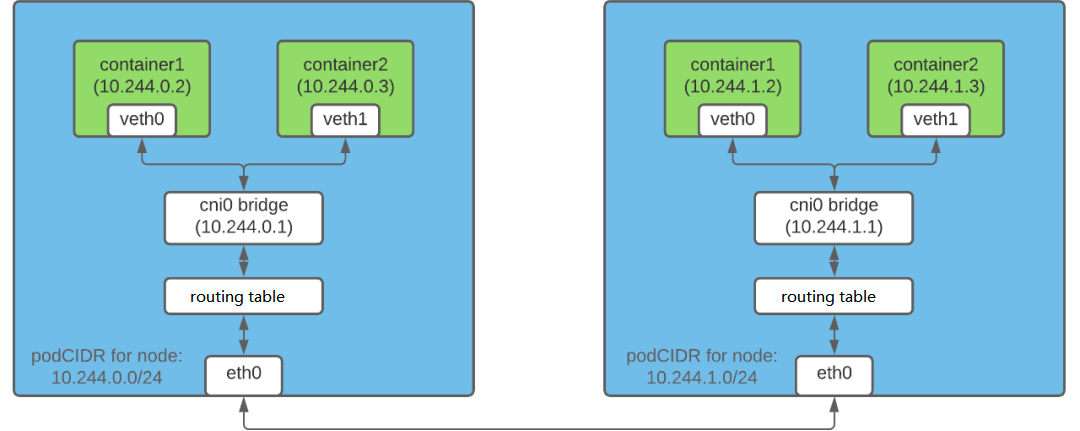 container1
(10.244.0.2)
veth0
container2
(10.244.0.3)
veth1
cni0 bridge
(10.244.0.1)
routing table
podCIDR for node:
10.244.0.0/24
eth0
container1
(10.244.1.2)
veth0
container2
(10.244.1.3)
veth1
cni0 bridge
(10.244.1.1)
routing table
podCIDR for node:
10.244.1.0/24
eth0